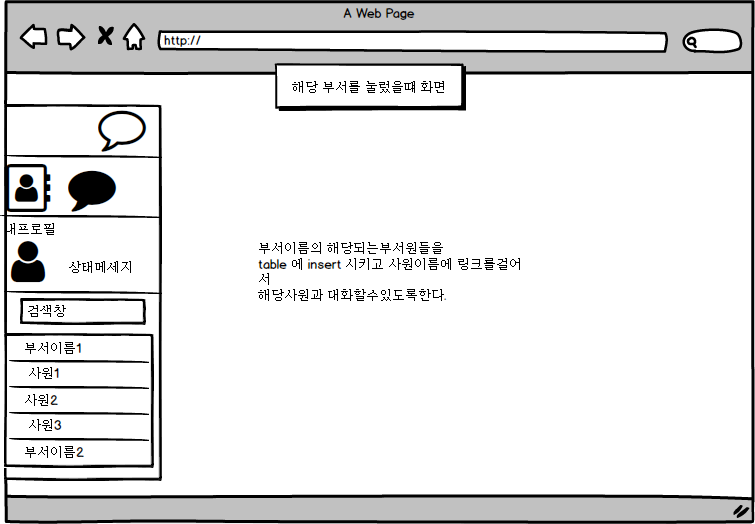 A Web Page
http://
해당 부서를 눌렀을때 화면
내프로필
상태메세지
검색창
부서이름1
사원1
사원2
사원3
부서이름2
부서이름의 해당되는부서원들을
table 에 insert 시키고 사원이름에 링크를걸어
서
해당사원과 대화할수있도록한다.